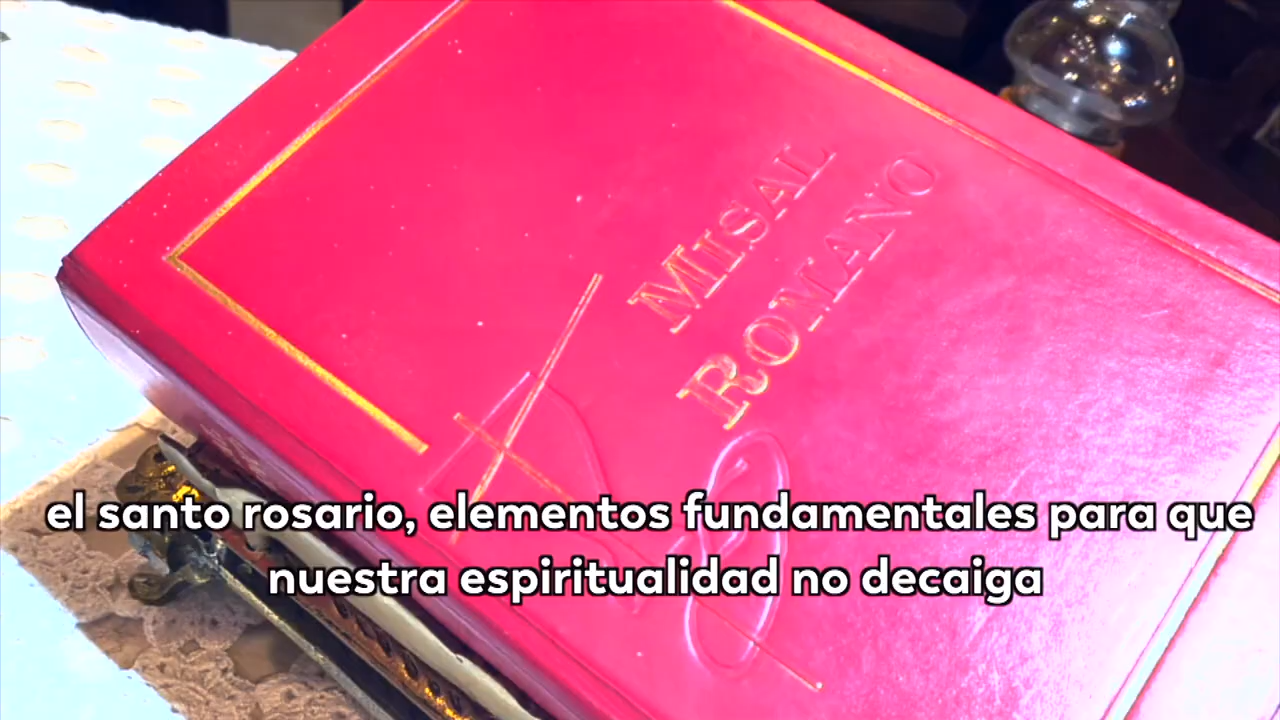 MISAL
ROMANO
el santo rosario, elementos fundamentales para que
nuestra espiritualidad no decaiga